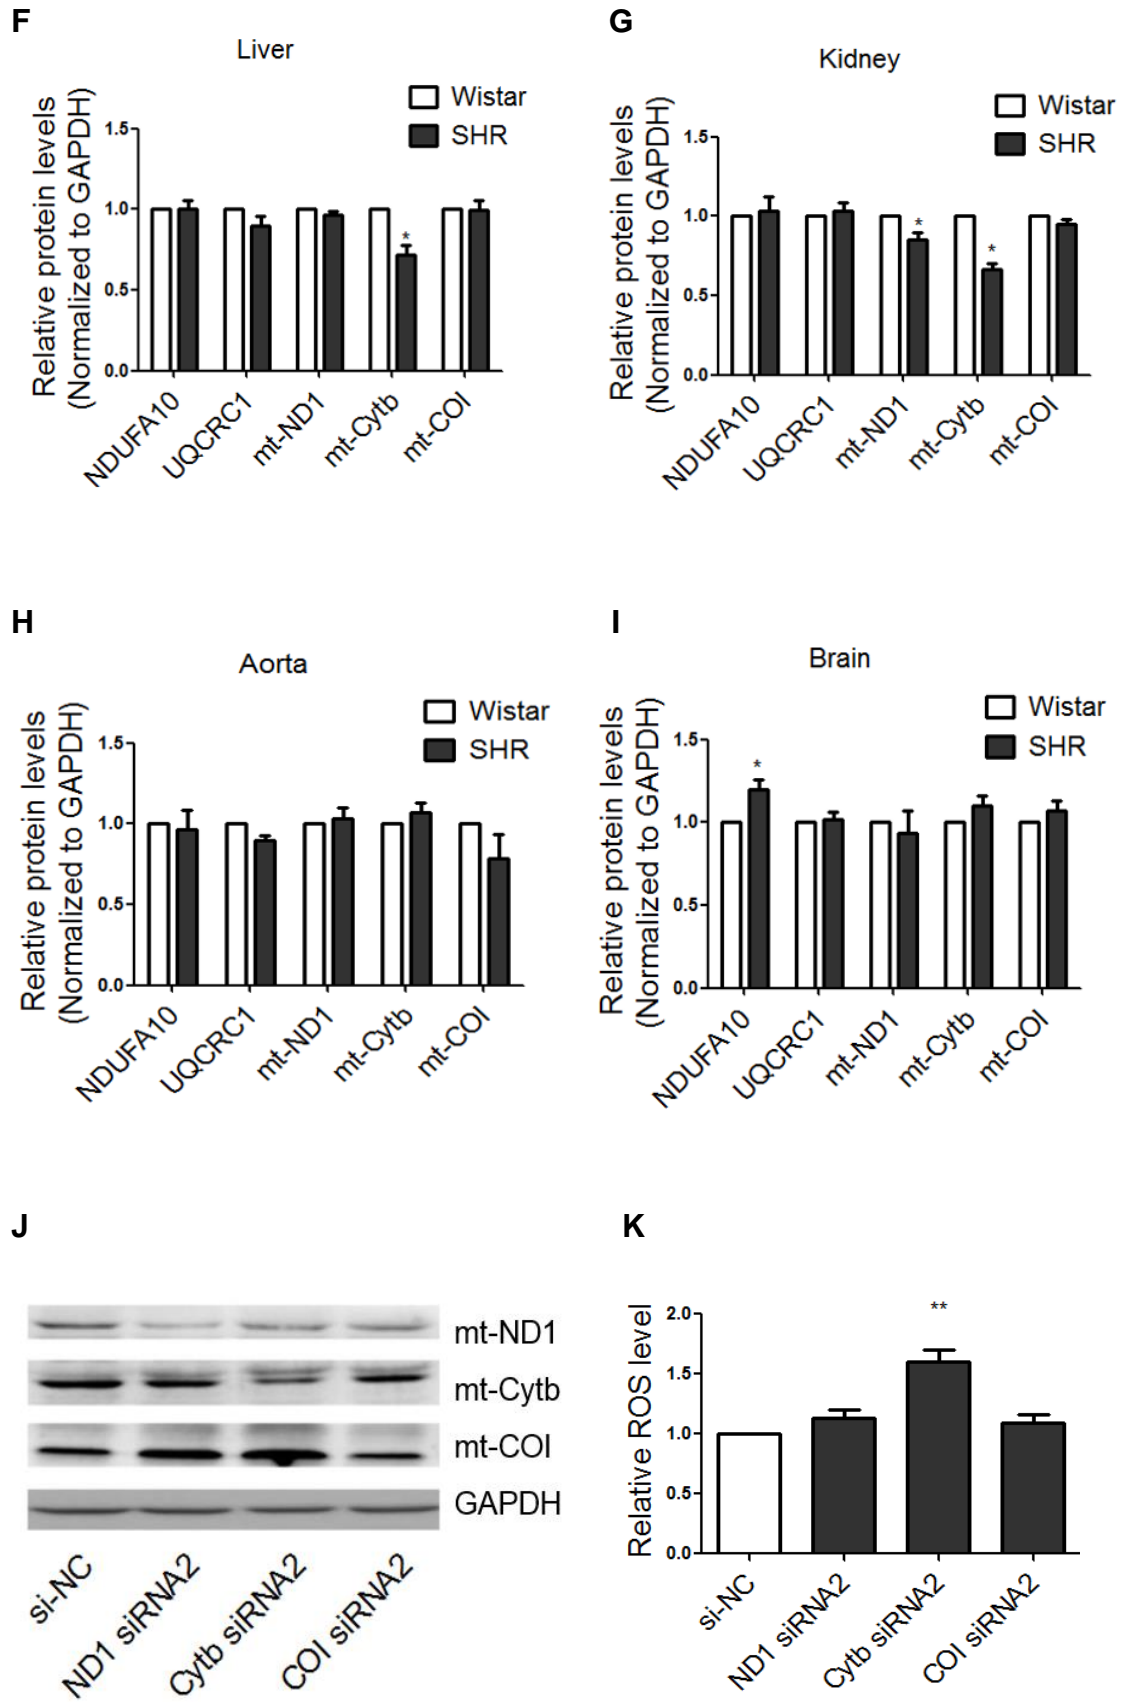 F
Liver
Wistar
SHR
Relative protein levels
(Normalized to GAPDH)
1.5
1.0
0.5
0.0
*
NDUFA10
UQCRC1
mt-ND1
mt-Cytb
mt-COI
G
Kidney
Wistar
SHR
Relative protein levels
(Normalized to GAPDH)
1.5
1.0
0.5
0.0
*
*
NDUFA10
UQCRC1
mt-ND1
mt-Cytb
mt-COI
H
Aorta
Wistar
SHR
Relative protein levels
(Normalized to GAPDH)
1.5
1.0
0.5
0.0
NDUFA10
UQCRC1
mt-ND1
mt-Cytb
mt-COI
I
Brain
Wistar
SHR
Relative protein levels
(Normalized to GAPDH)
1.5
1.0
0.5
0.0
*
NDUFA10
UQCRC1
mt-ND1
mt-Cytb
mt-COI
J
mt-ND1
mt-Cytb
mt-COI
GAPDH
si-NC
ND1 siRNA2
Cytb siRNA2
COI siRNA2
K
Relative ROS level
2.0
1.5
1.0
0.5
0.0
**
si-NC
ND1 siRNA2
Cytb siRNA2
COI siRNA2